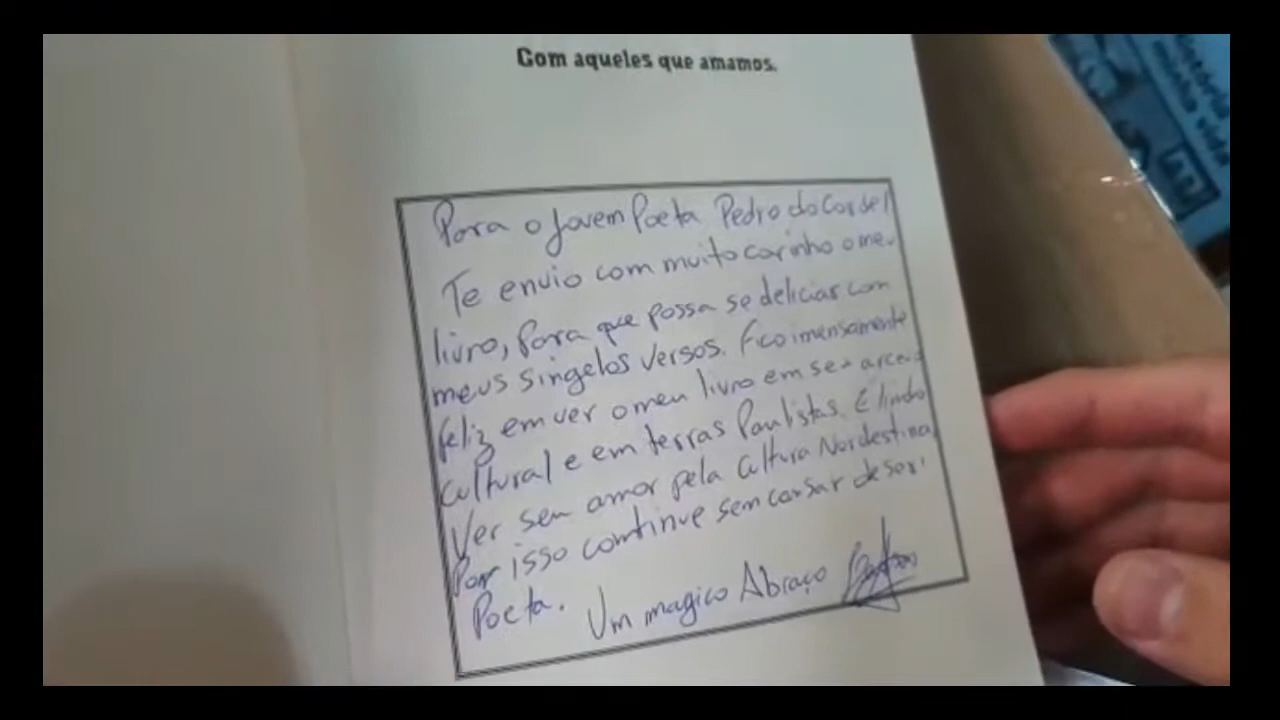 Com aqueles que amamos.
Para o Jovem Poeta Pedro do Cordel
Te envio com muito carinho o meu
livro, para que possa se deliciar com
meus singelos versos. Fico imensamente
feliz em ver o meu livro em seu acervo
cultural e em terras Paulistas. É lindo
Ver seu amor pela Cultura Nordestina
Por isso continue sem cansar de ser
Poeta. Um magico Abraço
minha vida